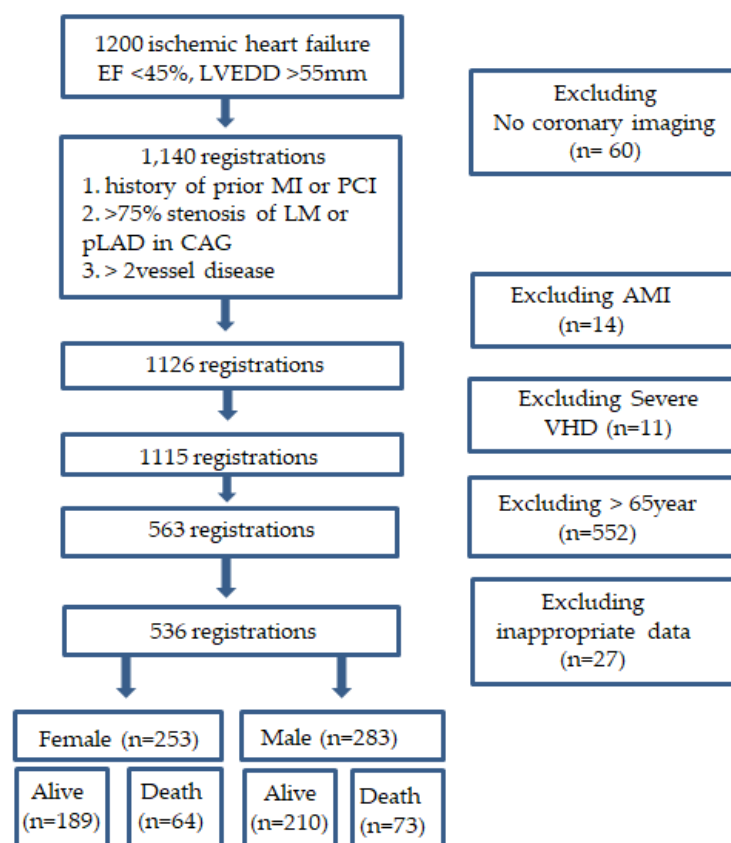 1200 ischemic heart failure
EF <45%, LVEDD >55mm
Excluding
No coronary imaging
(n= 60)
1,140 registrations
1. history of prior MI or PCI
2. >75% stenosis of LM or
pLAD in CAG
3. > 2vessel disease
Excluding AMI
(n=14)
1126 registrations
Excluding Severe
VHD (n=11)
1115 registrations
Excluding > 65year
(n=552)
563 registrations
Excluding
inappropriate data
(n=27)
536 registrations
Female (n=253)
Male (n=283)
Alive
(n=189)
Death
(n=64)
Alive
(n=210)
Death
(n=73)